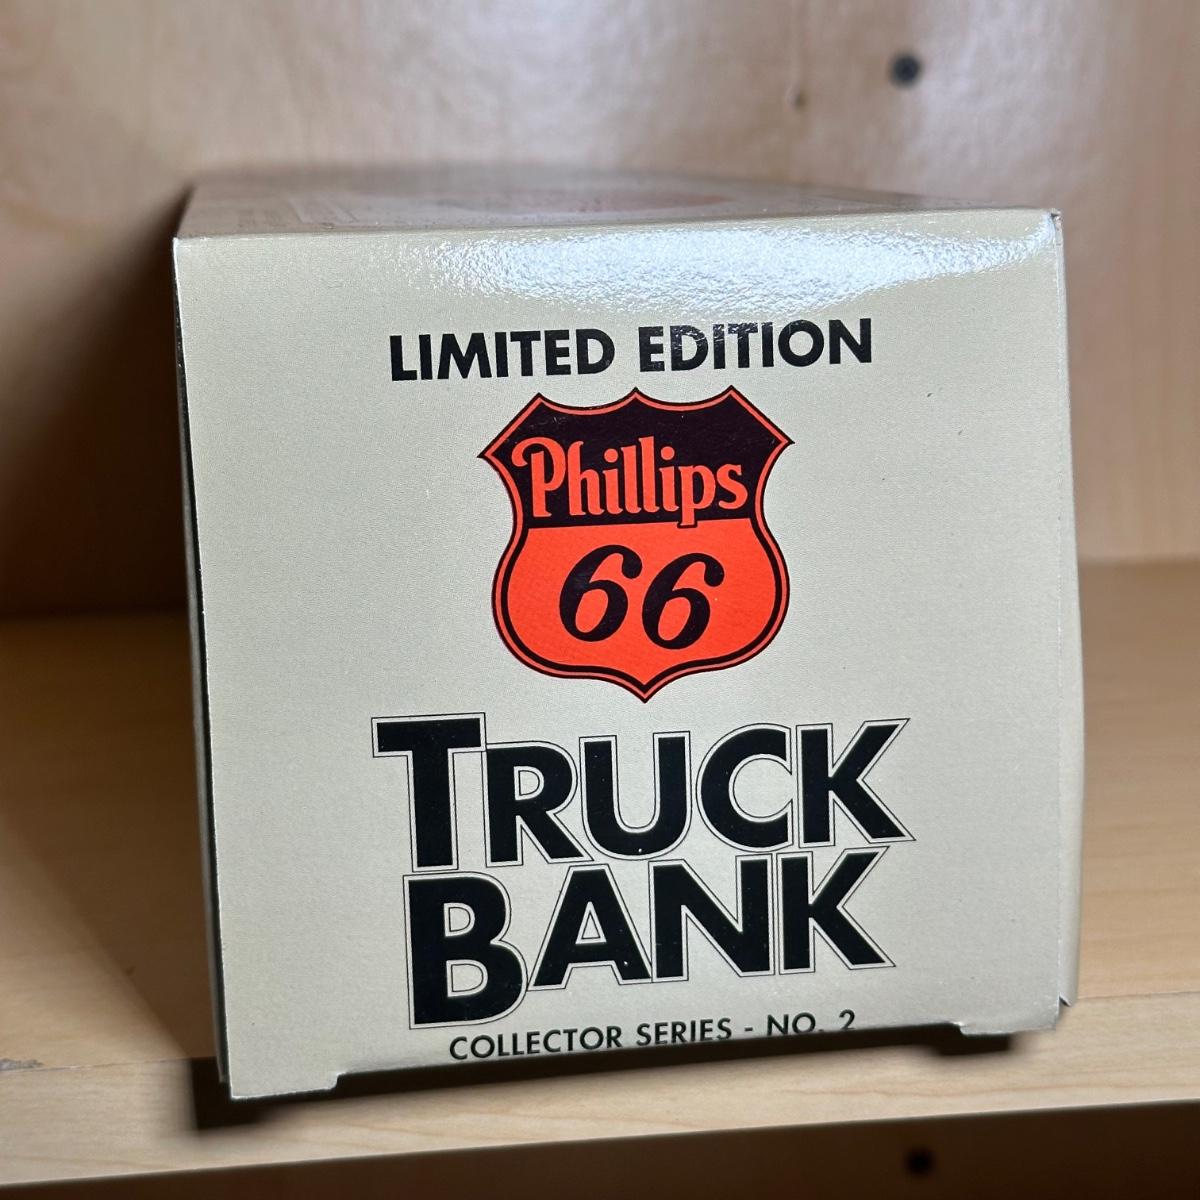 LIMITED EDITION
Phillips
66
TRUCK
BANK
COLLECTOR SERIES - NO. 2